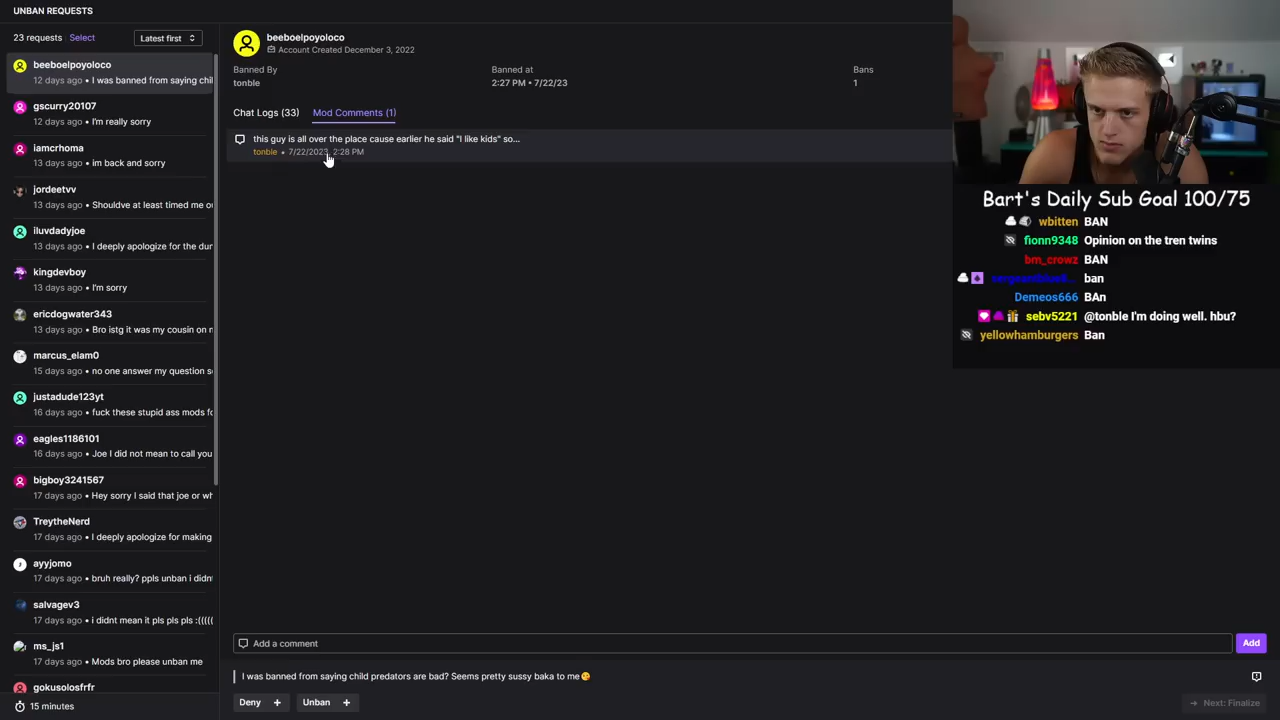 UNBAN REQUESTS
23 requests Select Latest first
beeboelpoyoloco
12 days ago • I was banned from saying chil
gscurry20107
12 days ago • I'm really sorry
iamcrhoma
13 days ago • im back and sorry
jordeetvv
13 days ago • Shouldve at least timed me o
iluvdadyjoe
13 days ago • I deeply apologize for the dur
kingdevboy
13 days ago • I'm sorry
ericdogwater343
13 days ago • Bro istg it was my cousin on m
marcus_elam0
15 days ago • no one answer my question s
justadude123yt
16 days ago • fuck these stupid ass mods fo
eagles1186101
16 days ago • Joe I did not mean to call you
bigboy3241567
17 days ago • Hey sorry I said that joe or wh
TreytheNerd
17 days ago • I deeply apologize for making
ayyjomo
17 days ago • bruh really? ppls unban i didnt
salvagev3
17 days ago • i didnt mean it pls pls pls :(((((
ms_js1
17 days ago • Mods bro please unban me
gokusolosfrfr
15 minutes
beeboelpoyoloco
Account Created December 3, 2022
Banned By Banned at Bans
tonble 2:27 PM • 7/22/23 1
Chat Logs (33) Mod Comments (1)
this guy is all over the place cause earlier he said "I like kids" so...
tonble • 7/22/2023, 2:28 PM
Add a comment Add
I was banned from saying child predators are bad? Seems pretty sussy baka to me
Deny + Unban + Next: Finalize
Bart's Daily Sub Goal 100/75
wbitten BAN
fionn9348 Opinion on the tren twins
bm_crowz BAN
ban
Demeos666 BAn
sebv5221 @tonble I'm doing well. hbu?
yellowhamburgers Ban